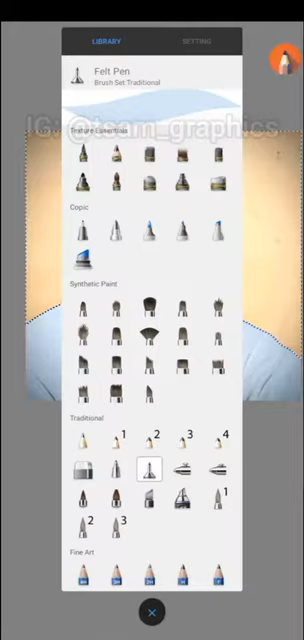 LIBRARY
SETTING
Felt Pen
Brush Set:Traditional
IG: @tsam_graphics
Texture Essentials
Copic
Synthetic Paint
Traditional
1 2 3 4
1
2 3
Fine Art